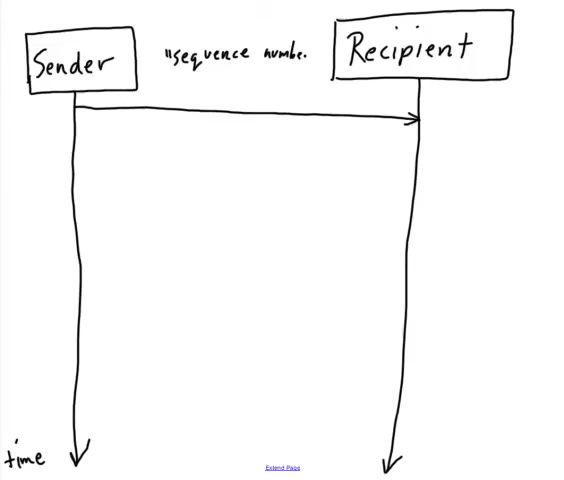 Sender
"sequence numbe
Recipient
time
Extend Page